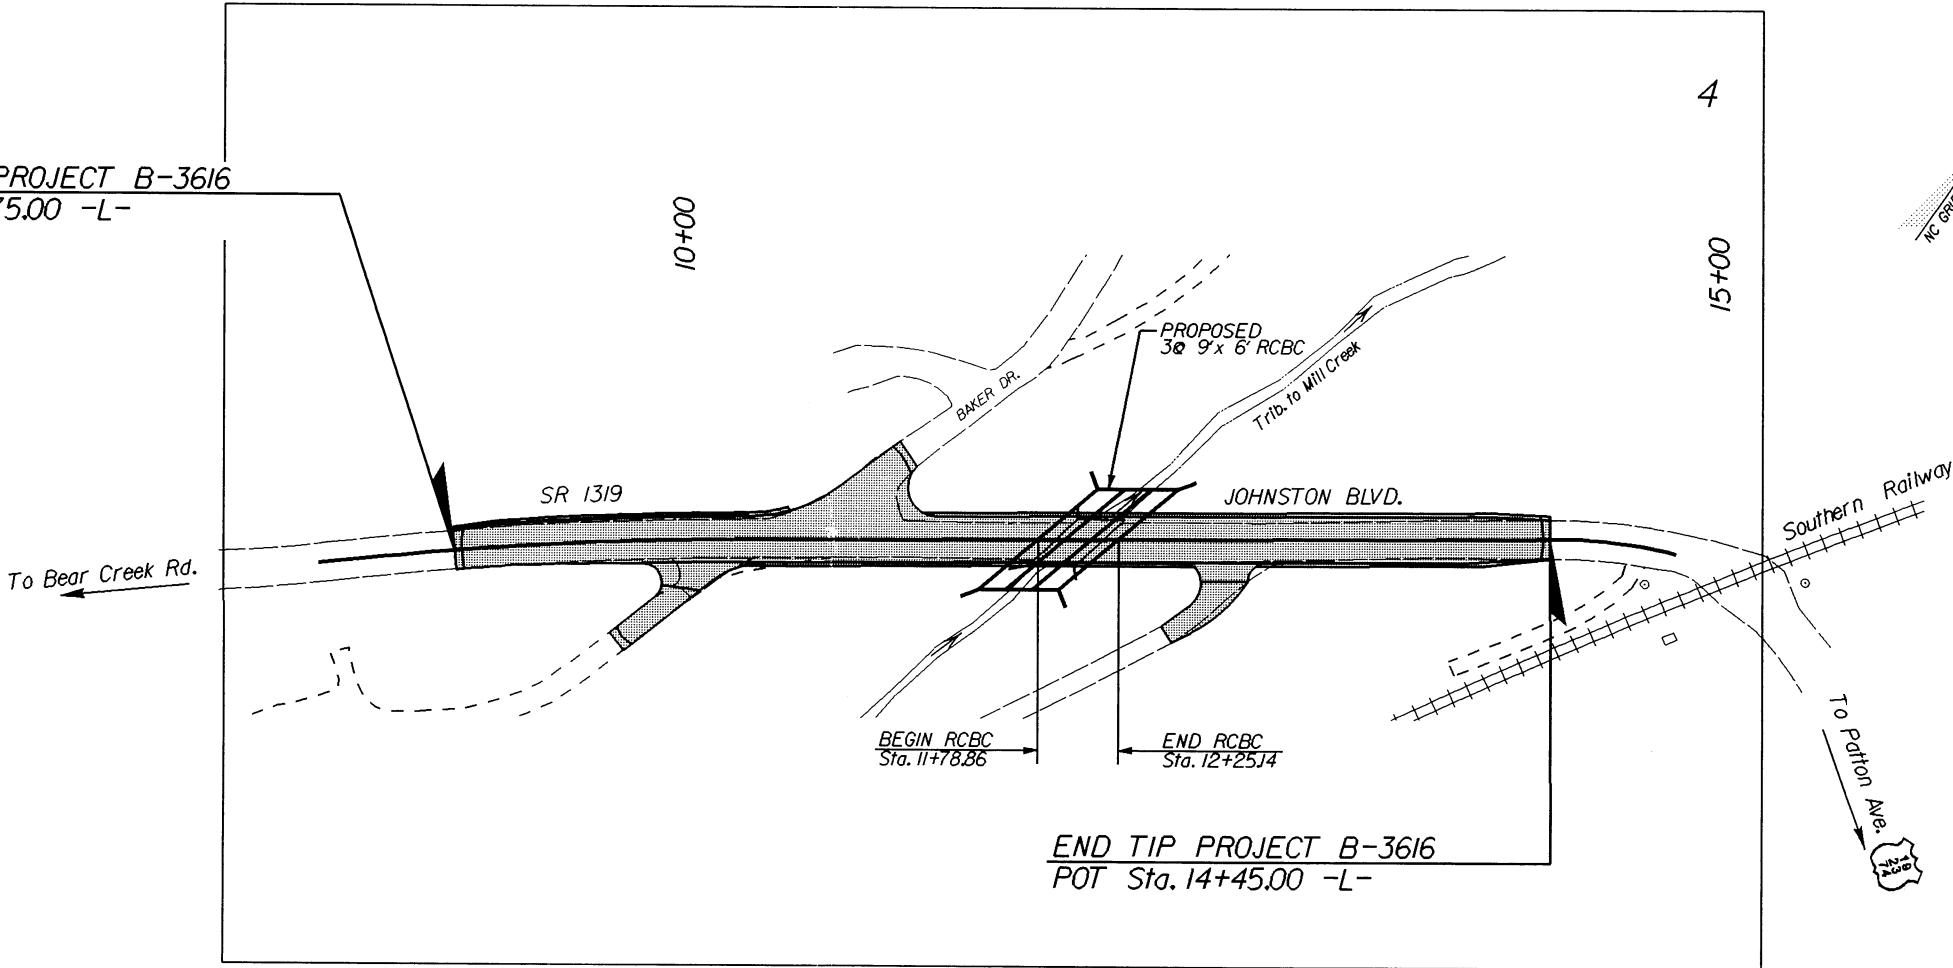 4
PROJECT B-3616
75.00 -L-
10+00
15+00
NC GRID
PROPOSED
3@ 9'x 6' RCBC
BAKER DR.
Trib. to Mill Creek
SR 1319
JOHNSTON BLVD.
Southern Railway
To Bear Creek Rd.
BEGIN RCBC
Sta. 11+78.86
END RCBC
Sta. 12+25.14
To Patton Ave.
END TIP PROJECT B-3616
POT Sta. 14+45.00 -L-